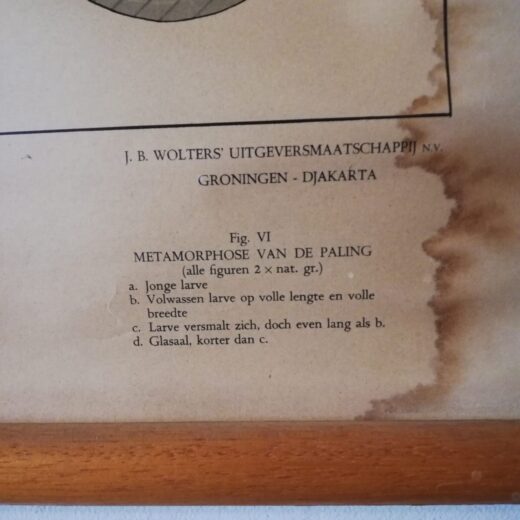 J. B. WOLTERS' UITGEVERSMAATSCHAPPIJ N.V.
GRONINGEN - DJAKARTA
Fig. VI
METAMORPHOSE VAN DE PALING
(alle figuren 2 × nat. gr.)
a. Jonge larve
b. Volwassen larve op volle lengte en volle
breedte
c. Larve versmalt zich, doch even lang als b.
d. Glasaal, korter dan c.